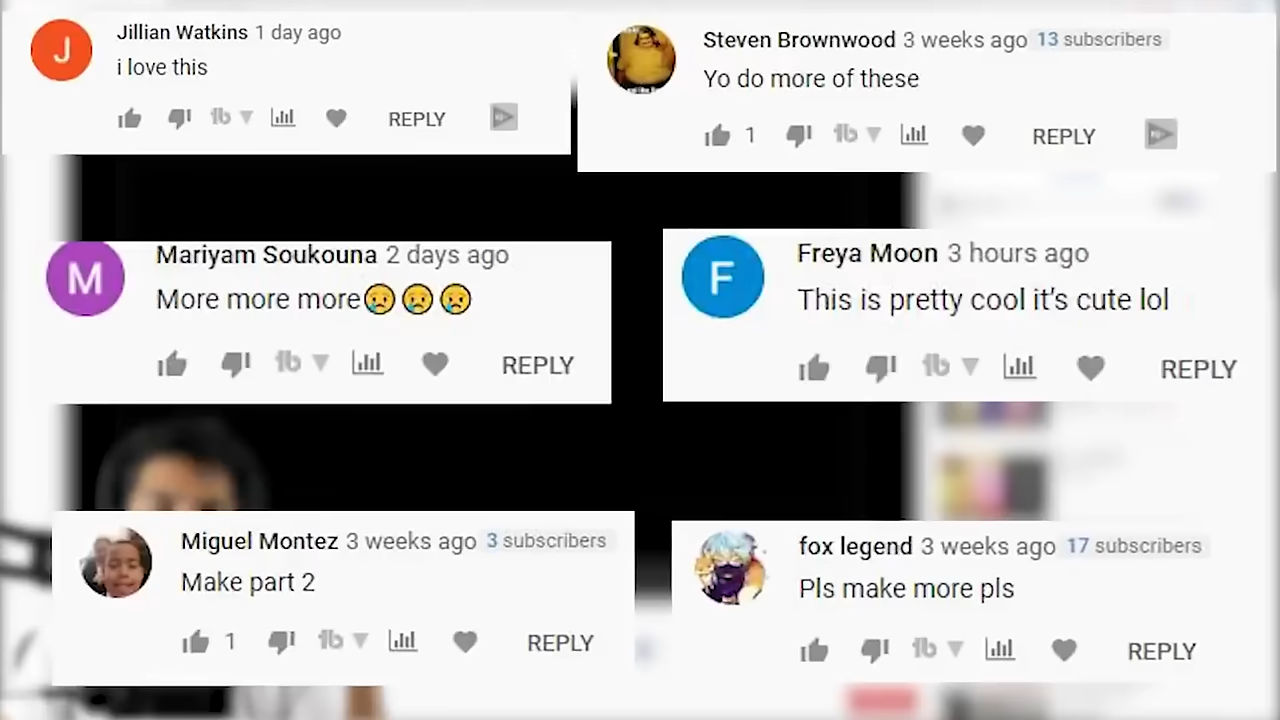 J
Jillian Watkins 1 day ago
i love this
REPLY
Steven Brownwood 3 weeks ago 13 subscribers
Yo do more of these
1 REPLY
M
Mariyam Soukouna 2 days ago
More more more😢😢😢
REPLY
F
Freya Moon 3 hours ago
This is pretty cool it's cute lol
REPLY
Miguel Montez 3 weeks ago 3 subscribers
Make part 2
1 REPLY
fox legend 3 weeks ago 17 subscribers
Pls make more pls
REPLY